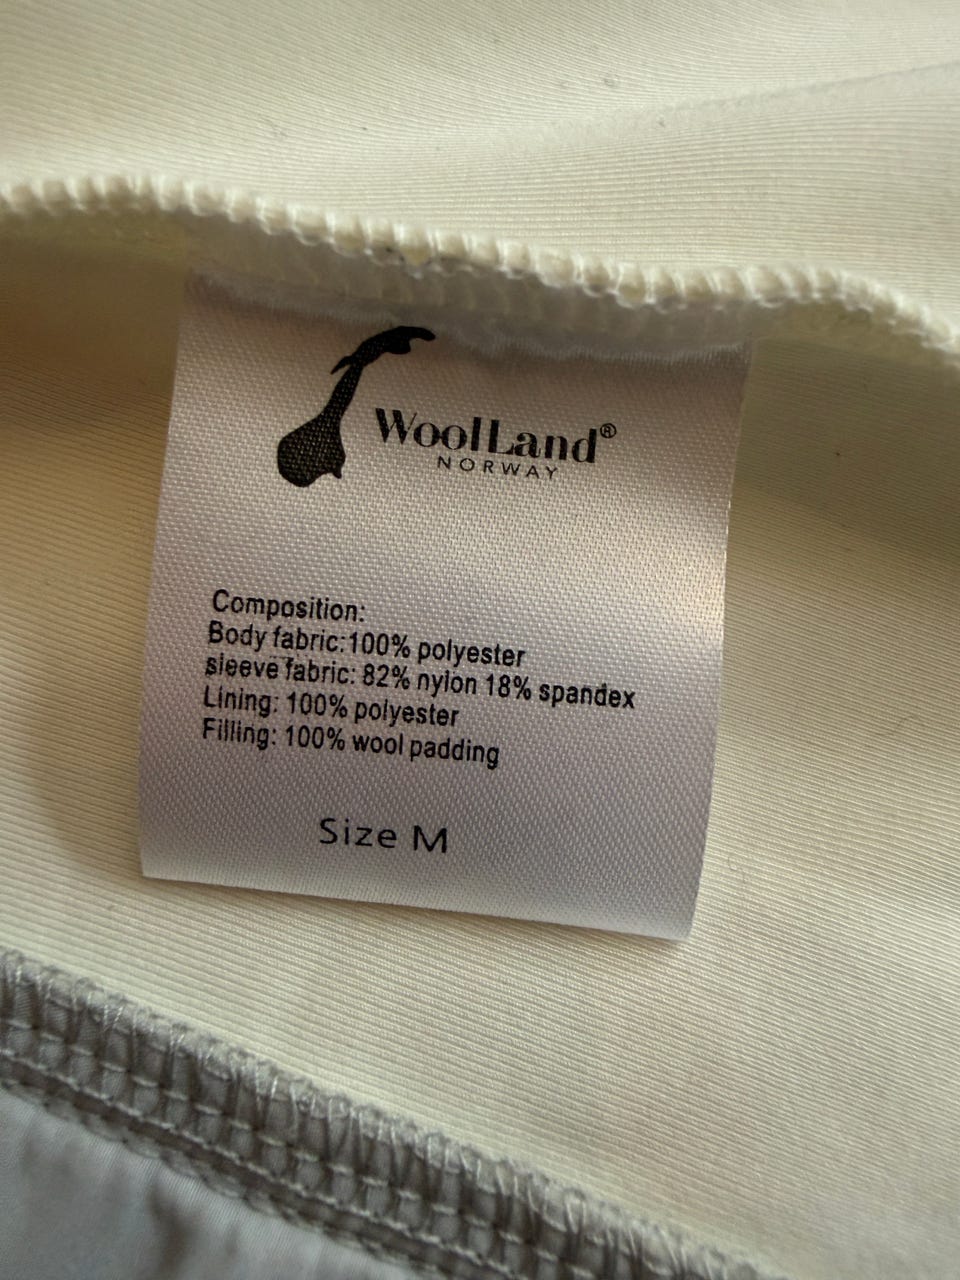 WoolLand®
NORWAY
Composition:
Body fabric:100% polyester
sleeve fabric: 82% nylon 18% spandex
Lining: 100% polyester
Filling: 100% wool padding
Size M